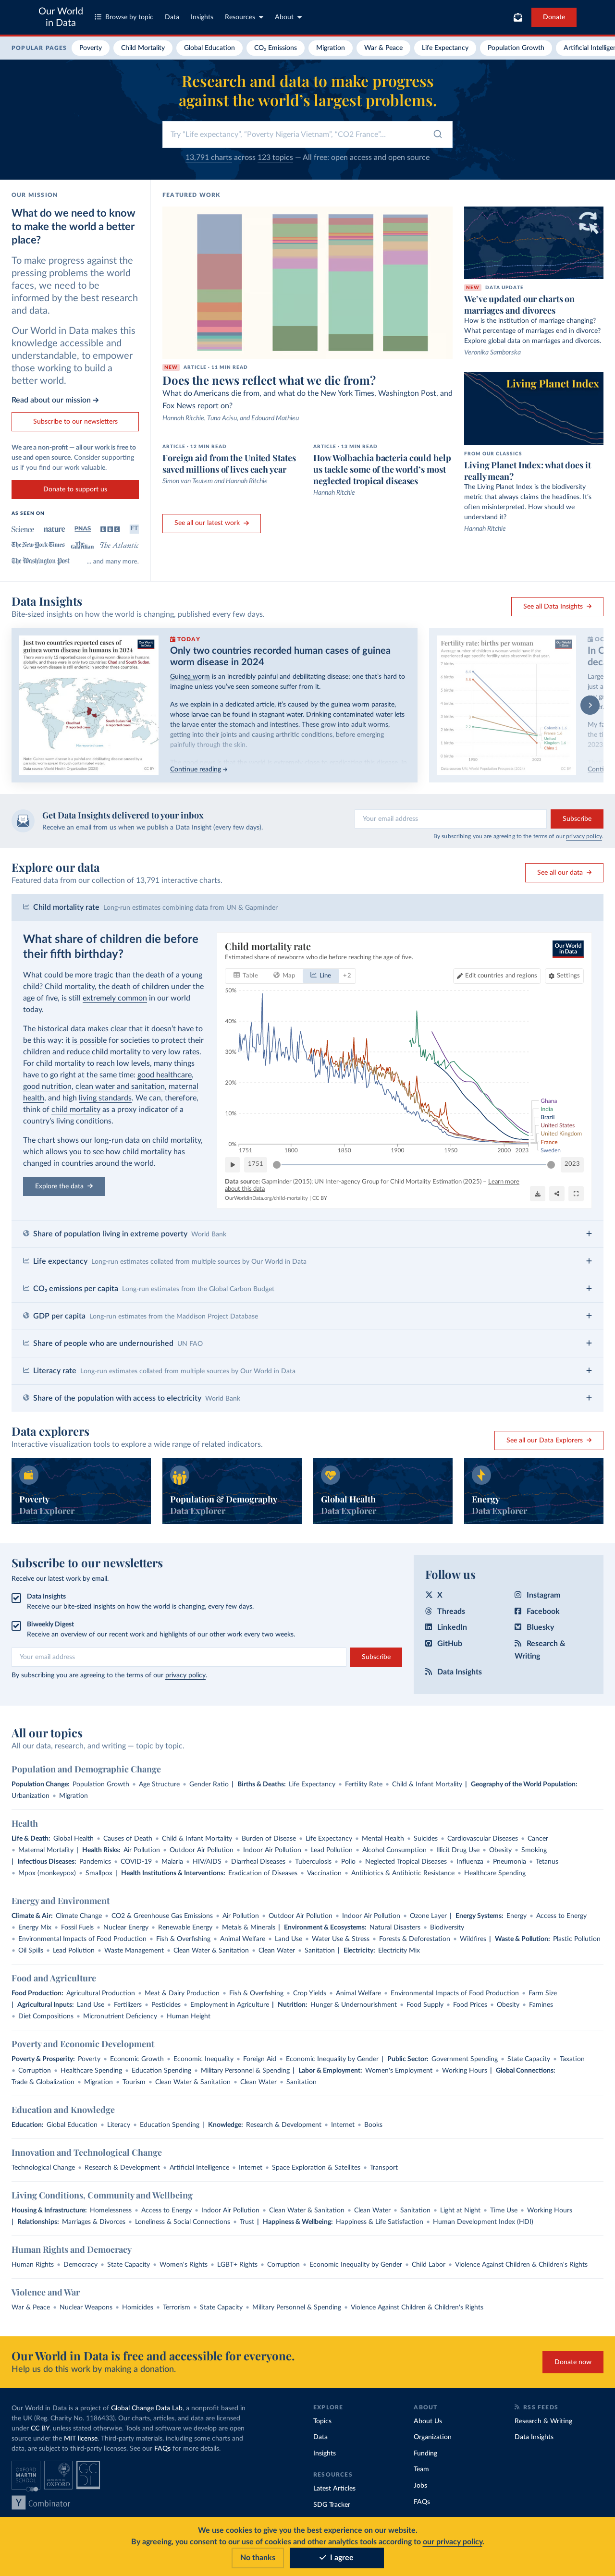 Our World
in Data
Browse by topic
Data
Insights
Resources
About
Donate
POPULAR PAGES
Poverty
Child Mortality
Global Education
CO₂ Emissions
Migration
War & Peace
Life Expectancy
Population Growth
Artificial Intelligen
Research and data to make progress
against the world's largest problems.
Try "Life expectancy", "Poverty Nigeria Vietnam", "CO2 France"...
13,791 charts across 123 topics — All free: open access and open source
OUR MISSION
What do we need to know
to make the world a better
place?
To make progress against the
pressing problems the world
faces, we need to be
informed by the best research
and data.
Our World in Data makes this
knowledge accessible and
understandable, to empower
those working to build a
better world.
Read about our mission
Subscribe to our newsletters
We are a non-profit — all our work is free to
use and open source. Consider supporting
us if you find our work valuable.
Donate to support us
AS SEEN ON
Science
nature
PNAS
BBC
FT
The New York Times
The Guardian
The Atlantic
The Washington Post
... and many more.
FEATURED WORK
NEW
ARTICLE · 11 MIN READ
Does the news reflect what we die from?
What do Americans die from, and what do the New York Times, Washington Post, and
Fox News report on?
Hannah Ritchie, Tuna Acisu, and Edouard Mathieu
ARTICLE · 12 MIN READ
Foreign aid from the United States
saved millions of lives each year
Simon van Teutem and Hannah Ritchie
ARTICLE · 13 MIN READ
How Wolbachia bacteria could help
us tackle some of the world's most
neglected tropical diseases
Hannah Ritchie
See all our latest work
NEW
DATA UPDATE
We've updated our charts on
marriages and divorces
How is the institution of marriage changing?
What percentage of marriages end in divorce?
Explore global data on marriages and divorces.
Veronika Samborska
Living Planet Index
FROM OUR CLASSICS
Living Planet Index: what does it
really mean?
The Living Planet Index is the biodiversity
metric that always claims the headlines. It's
often misinterpreted. How should we
understand it?
Hannah Ritchie
Data Insights
Bite-sized insights on how the world is changing, published every few days.
See all Data Insights
Just two countries reported cases of
guinea worm disease in humans in 2024
TODAY
Only two countries recorded human cases of guinea
worm disease in 2024
Guinea worm is an incredibly painful and debilitating disease; one that's hard to
imagine unless you've seen someone suffer from it.
As we explain in a dedicated article, it's caused by the guinea worm parasite,
whose larvae can be found in stagnant water. Drinking contaminated water lets
the larvae enter the stomach and intestines. These grow into adult worms,
getting into their joints and causing arthritic conditions, before emerging
painfully through the skin.
Continue reading
Fertility rate: births per woman
In C
dec
Large
just a
My fa
2023
Conti
Get Data Insights delivered to your inbox
Receive an email from us when we publish a Data Insight (every few days).
Your email address
Subscribe
By subscribing you are agreeing to the terms of our privacy policy.
Explore our data
Featured data from our collection of 13,791 interactive charts.
See all our data
Child mortality rate Long-run estimates combining data from UN & Gapminder
What share of children die before
their fifth birthday?
What could be more tragic than the death of a young
child? Child mortality, the death of children under the
age of five, is still extremely common in our world
today.
The historical data makes clear that it doesn't have to
be this way: it is possible for societies to protect their
children and reduce child mortality to very low rates.
For child mortality to reach low levels, many things
have to go right at the same time: good healthcare,
good nutrition, clean water and sanitation, maternal
health, and high living standards. We can, therefore,
think of child mortality as a proxy indicator of a
country's living conditions.
The chart shows our long-run data on child mortality,
which allows you to see how child mortality has
changed in countries around the world.
Explore the data
Child mortality rate
Estimated share of newborns who die before reaching the age of five.
Our World
in Data
Table
Map
Line
+2
Edit countries and regions
Settings
50%
40%
30%
20%
10%
0%
1751
1800
1850
1900
1950
2000
2023
Ghana
India
Brazil
United States
United Kingdom
France
Sweden
1751
2023
Data source: Gapminder (2015); UN Inter-agency Group for Child Mortality Estimation (2025) – Learn more
about this data
OurWorldinData.org/child-mortality | CC BY
Share of population living in extreme poverty World Bank
Life expectancy Long-run estimates collated from multiple sources by Our World in Data
CO₂ emissions per capita Long-run estimates from the Global Carbon Budget
GDP per capita Long-run estimates from the Maddison Project Database
Share of people who are undernourished UN FAO
Literacy rate Long-run estimates collated from multiple sources by Our World in Data
Share of the population with access to electricity World Bank
Data explorers
Interactive visualization tools to explore a wide range of related indicators.
See all our Data Explorers
Poverty
Data Explorer
Population & Demography
Data Explorer
Global Health
Data Explorer
Energy
Data Explorer
Subscribe to our newsletters
Receive our latest work by email.
Data Insights
Receive our bite-sized insights on how the world is changing, every few days.
Biweekly Digest
Receive an overview of our recent work and highlights of our other work every two weeks.
Your email address
Subscribe
By subscribing you are agreeing to the terms of our privacy policy.
Follow us
X
Instagram
Threads
Facebook
LinkedIn
Bluesky
GitHub
Research &
Writing
Data Insights
All our topics
All our data, research, and writing — topic by topic.
Population and Demographic Change
Population Change: Population Growth • Age Structure • Gender Ratio | Births & Deaths: Life Expectancy • Fertility Rate • Child & Infant Mortality | Geography of the World Population:
Urbanization • Migration
Health
Life & Death: Global Health • Causes of Death • Child & Infant Mortality • Burden of Disease • Life Expectancy • Mental Health • Suicides • Cardiovascular Diseases • Cancer
• Maternal Mortality | Health Risks: Air Pollution • Outdoor Air Pollution • Indoor Air Pollution • Lead Pollution • Alcohol Consumption • Illicit Drug Use • Obesity • Smoking
| Infectious Diseases: Pandemics • COVID-19 • Malaria • HIV/AIDS • Diarrheal Diseases • Tuberculosis • Polio • Neglected Tropical Diseases • Influenza • Pneumonia • Tetanus
• Mpox (monkeypox) • Smallpox | Health Institutions & Interventions: Eradication of Diseases • Vaccination • Antibiotics & Antibiotic Resistance • Healthcare Spending
Energy and Environment
Climate & Air: Climate Change • CO2 & Greenhouse Gas Emissions • Air Pollution • Outdoor Air Pollution • Indoor Air Pollution • Ozone Layer | Energy Systems: Energy • Access to Energy
• Energy Mix • Fossil Fuels • Nuclear Energy • Renewable Energy • Metals & Minerals | Environment & Ecosystems: Natural Disasters • Biodiversity
• Environmental Impacts of Food Production • Fish & Overfishing • Animal Welfare • Land Use • Water Use & Stress • Forests & Deforestation • Wildfires | Waste & Pollution: Plastic Pollution
• Oil Spills • Lead Pollution • Waste Management • Clean Water & Sanitation • Clean Water • Sanitation | Electricity: Electricity Mix
Food and Agriculture
Food Production: Agricultural Production • Meat & Dairy Production • Fish & Overfishing • Crop Yields • Animal Welfare • Environmental Impacts of Food Production • Farm Size
| Agricultural Inputs: Land Use • Fertilizers • Pesticides • Employment in Agriculture | Nutrition: Hunger & Undernourishment • Food Supply • Food Prices • Obesity • Famines
• Diet Compositions • Micronutrient Deficiency • Human Height
Poverty and Economic Development
Poverty & Prosperity: Poverty • Economic Growth • Economic Inequality • Foreign Aid • Economic Inequality by Gender | Public Sector: Government Spending • State Capacity • Taxation
• Corruption • Healthcare Spending • Education Spending • Military Personnel & Spending | Labor & Employment: Women's Employment • Working Hours | Global Connections:
Trade & Globalization • Migration • Tourism • Clean Water & Sanitation • Clean Water • Sanitation
Education and Knowledge
Education: Global Education • Literacy • Education Spending | Knowledge: Research & Development • Internet • Books
Innovation and Technological Change
Technological Change • Research & Development • Artificial Intelligence • Internet • Space Exploration & Satellites • Transport
Living Conditions, Community and Wellbeing
Housing & Infrastructure: Homelessness • Access to Energy • Indoor Air Pollution • Clean Water & Sanitation • Clean Water • Sanitation • Light at Night • Time Use • Working Hours
| Relationships: Marriages & Divorces • Loneliness & Social Connections • Trust | Happiness & Wellbeing: Happiness & Life Satisfaction • Human Development Index (HDI)
Human Rights and Democracy
Human Rights • Democracy • State Capacity • Women's Rights • LGBT+ Rights • Corruption • Economic Inequality by Gender • Child Labor • Violence Against Children & Children's Rights
Violence and War
War & Peace • Nuclear Weapons • Homicides • Terrorism • State Capacity • Military Personnel & Spending • Violence Against Children & Children's Rights
Our World in Data is free and accessible for everyone.
Help us do this work by making a donation.
Donate now
Our World in Data is a project of Global Change Data Lab, a nonprofit based in
the UK (Reg. Charity No. 1186433). Our charts, articles, and data are licensed
under CC BY, unless stated otherwise. Tools and software we develop are open
source under the MIT license. Third-party materials, including some charts and
data, are subject to third-party licenses. See our FAQs for more details.
OXFORD
MARTIN
SCHOOL
UNIVERSITY OF
OXFORD
GCDL
Y Combinator
EXPLORE
Topics
Data
Insights
RESOURCES
Latest Articles
SDG Tracker
ABOUT
About Us
Organization
Funding
Team
Jobs
FAQs
RSS FEEDS
Research & Writing
Data Insights
We use cookies to give you the best experience on our website.
By agreeing, you consent to our use of cookies and other analytics tools according to our privacy policy.
No thanks
I agree